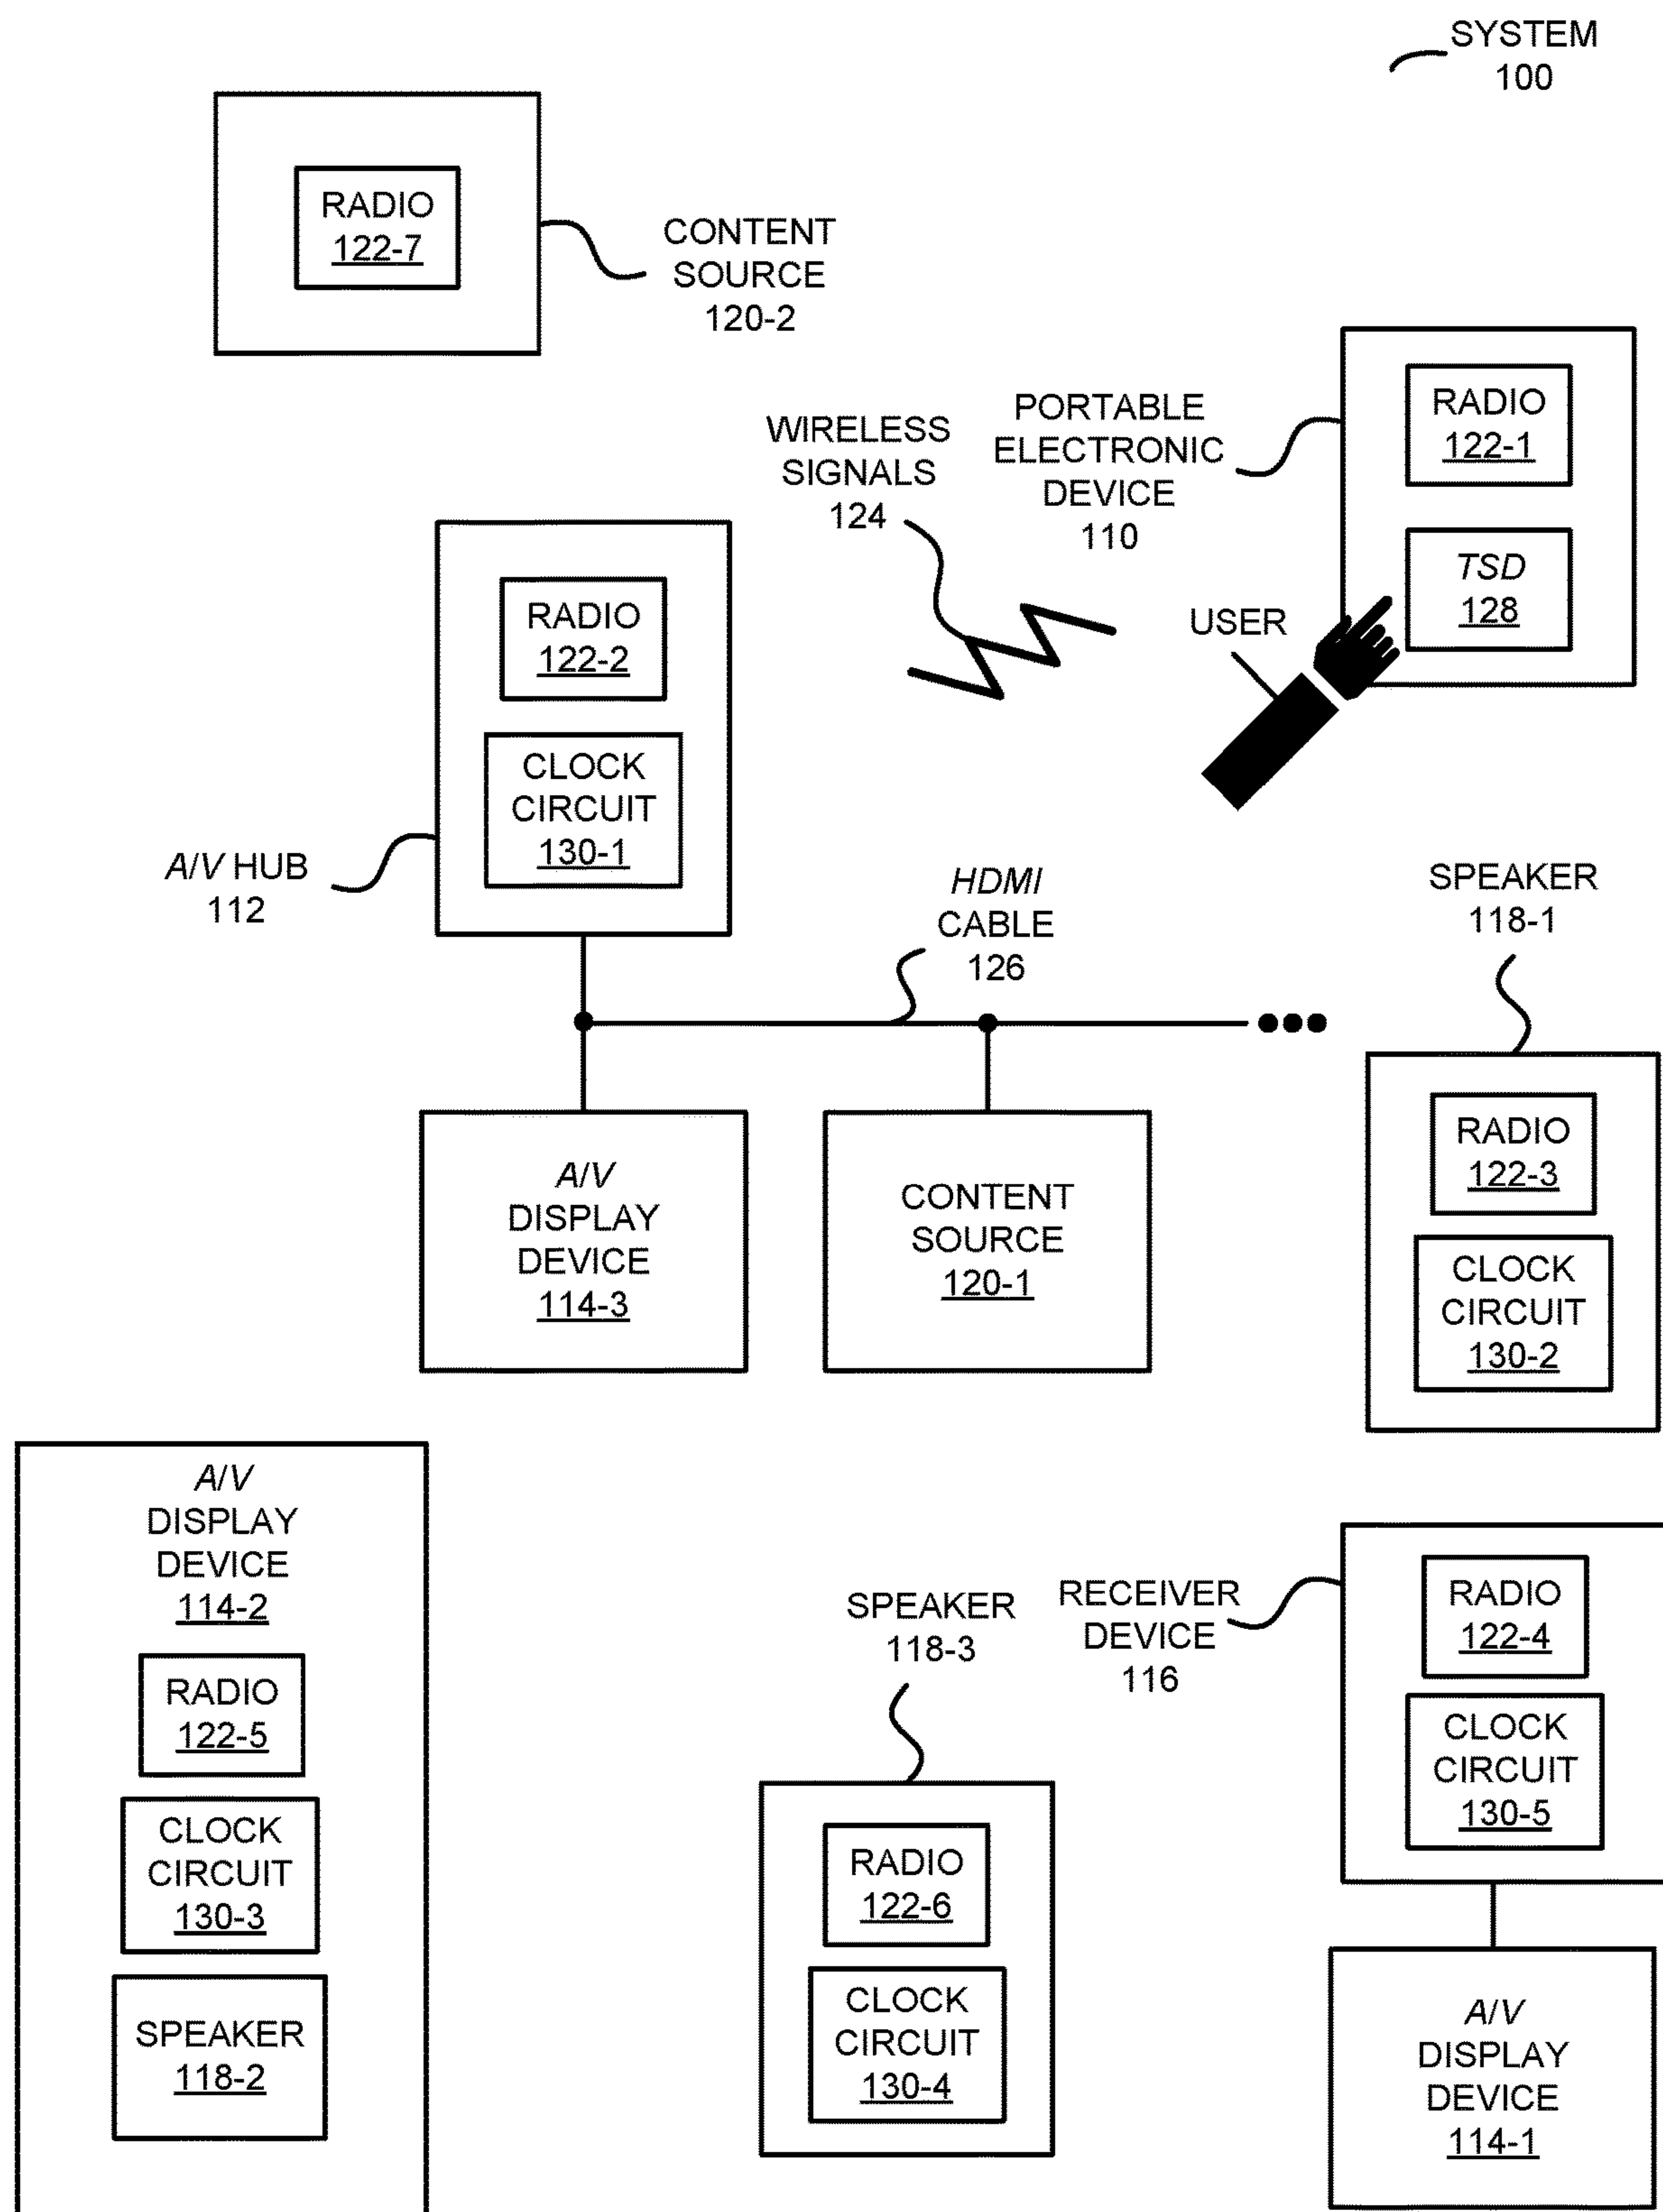 SYSTEM
100
RADIO
122-7
CONTENT
SOURCE
120-2
WIRELESS
SIGNALS
124
PORTABLE
ELECTRONIC
DEVICE
110
RADIO
122-1
TSD
128
USER
RADIO
122-2
CLOCK
CIRCUIT
130-1
A/V HUB
112
HDMI
CABLE
126
SPEAKER
118-1
RADIO
122-3
CLOCK
CIRCUIT
130-2
A/V
DISPLAY
DEVICE
114-3
CONTENT
SOURCE
120-1
A/V
DISPLAY
DEVICE
114-2
RADIO
122-5
CLOCK
CIRCUIT
130-3
SPEAKER
118-2
SPEAKER
118-3
RADIO
122-6
CLOCK
CIRCUIT
130-4
RECEIVER
DEVICE
116
RADIO
122-4
CLOCK
CIRCUIT
130-5
A/V
DISPLAY
DEVICE
114-1